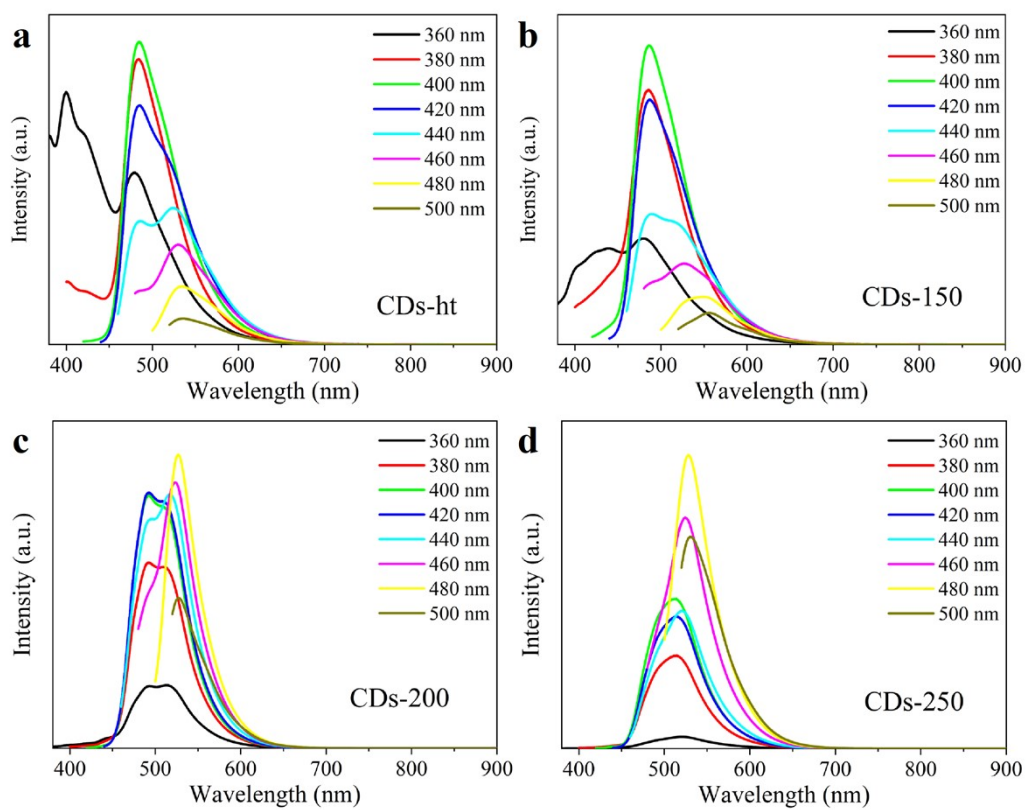 a
360 nm
380 nm
400 nm
420 nm
440 nm
460 nm
480 nm
500 nm
CDs-ht
Intensity (a.u.)
400 500 600 700 800 900
Wavelength (nm)
b
360 nm
380 nm
400 nm
420 nm
440 nm
460 nm
480 nm
500 nm
CDs-150
Intensity (a.u.)
400 500 600 700 800 900
Wavelength (nm)
c
360 nm
380 nm
400 nm
420 nm
440 nm
460 nm
480 nm
500 nm
CDs-200
Intensity (a.u.)
400 500 600 700 800 900
Wavelength (nm)
d
360 nm
380 nm
400 nm
420 nm
440 nm
460 nm
480 nm
500 nm
CDs-250
Intensity (a.u.)
400 500 600 700 800 900
Wavelength (nm)